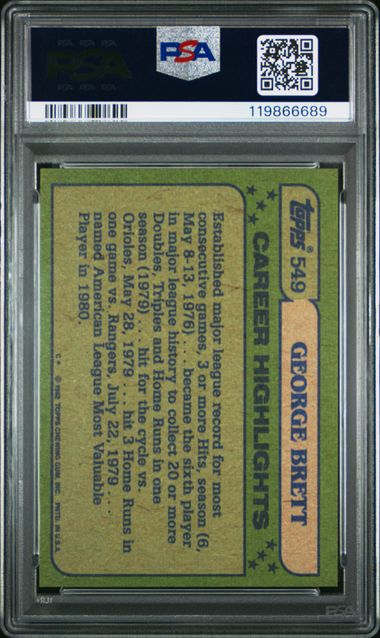 PSA
PSA
119866689
Topps® 549
GEORGE BRETT
CAREER HIGHLIGHTS
Established major league record for most
consecutive games, 3 or more Hits, season (6,
May 8-13, 1976) . . . became the sixth player
in major league history to collect 20 or more
Doubles, Triples and Home Runs in one
season (1979) . . . hit for the cycle vs.
Orioles, May 28, 1979 . . . hit 3 Home Runs in
one game vs. Rangers, July 22, 1979 . . .
named American League Most Valuable
Player in 1980.
C* © 1982 TOPPS CHEWING GUM, INC. PRTD. IN U.S.A.
PSA